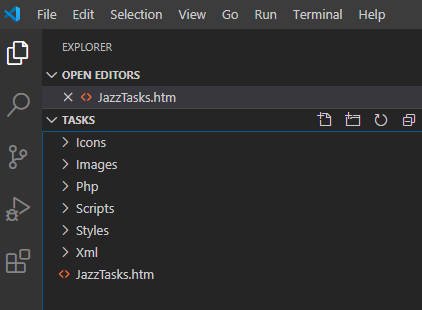 File Edit Selection View Go Run Terminal Help
EXPLORER
OPEN EDITORS
JazzTasks.htm
TASKS
Icons
Images
Php
Scripts
Styles
Xml
JazzTasks.htm